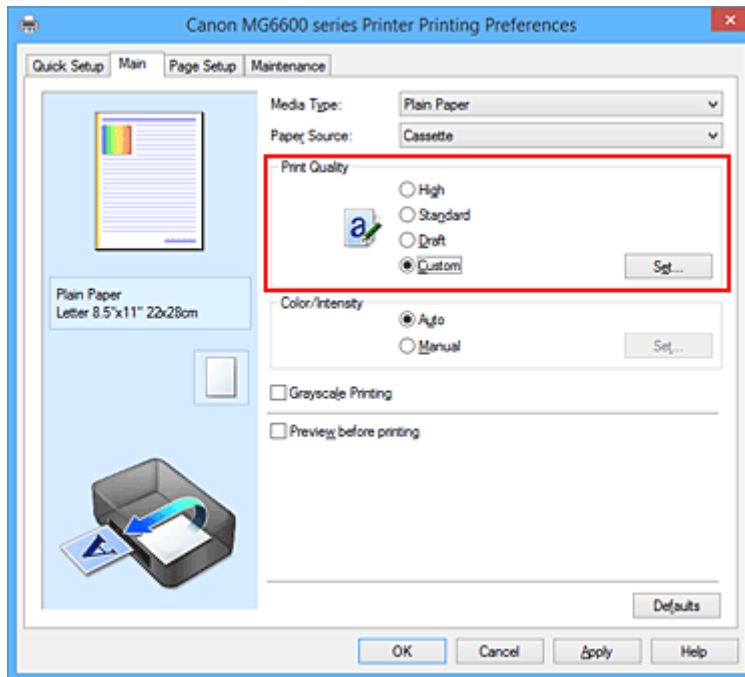 Canon MG6600 series Printer Printing Preferences
Quick Setup Main Page Setup Maintenance
Media Type: Plain Paper
Paper Source: Cassette
Print Quality
High
Standard
a
Draft
Custom Set...
Plain Paper
Letter 8.5"x11" 22x28cm
Color/Intensity
Auto
Manual Set...
Grayscale Printing
Preview before printing
A
Defaults
OK Cancel Apply Help